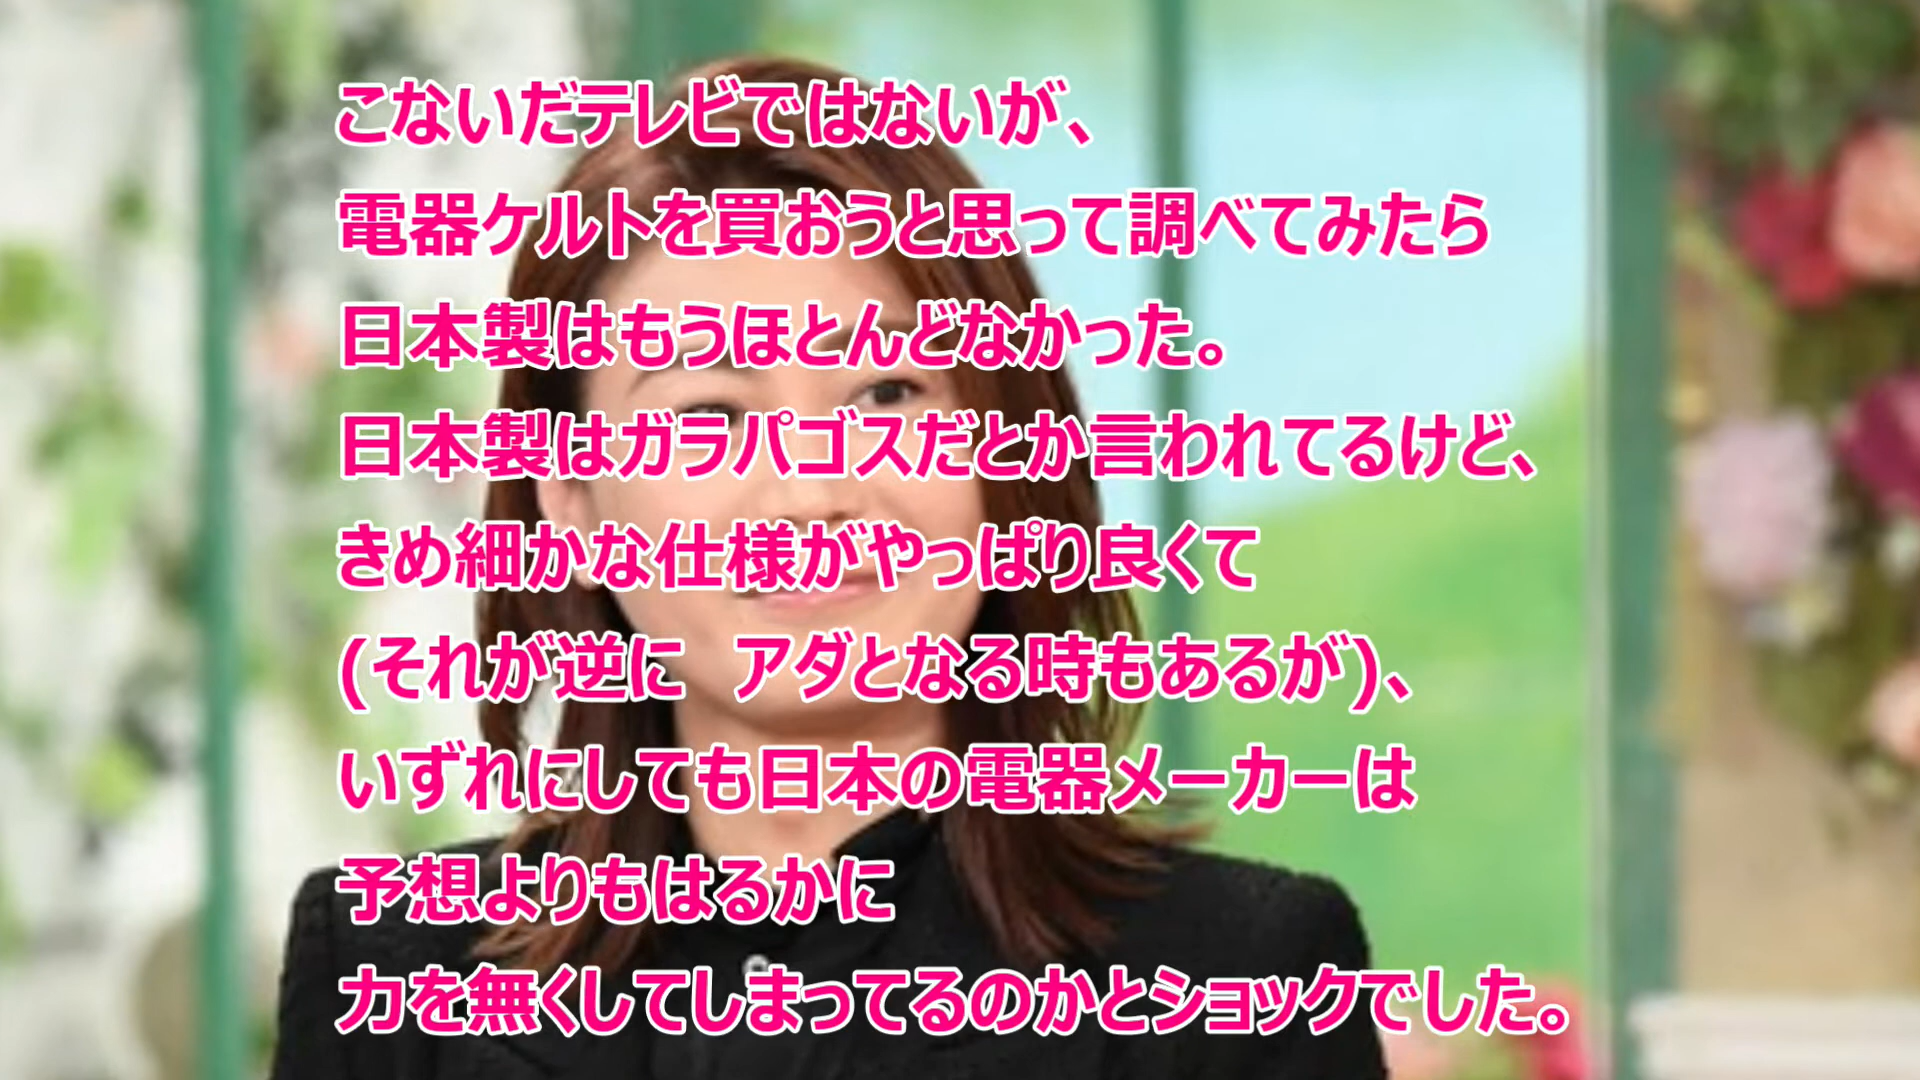 こないだテレビではないが、
電器ケルトを買おうと思って調べてみたら
日本製はもうほとんどなかった。
日本製はガラパゴスだとか言われてるけど、
きめ細かな仕様がやっぱり良くて
(それが逆に　アダとなる時もあるが)、
いずれにしても日本の電器メーカーは
予想よりもはるかに
力を無くしてしまってるのかとショックでした。